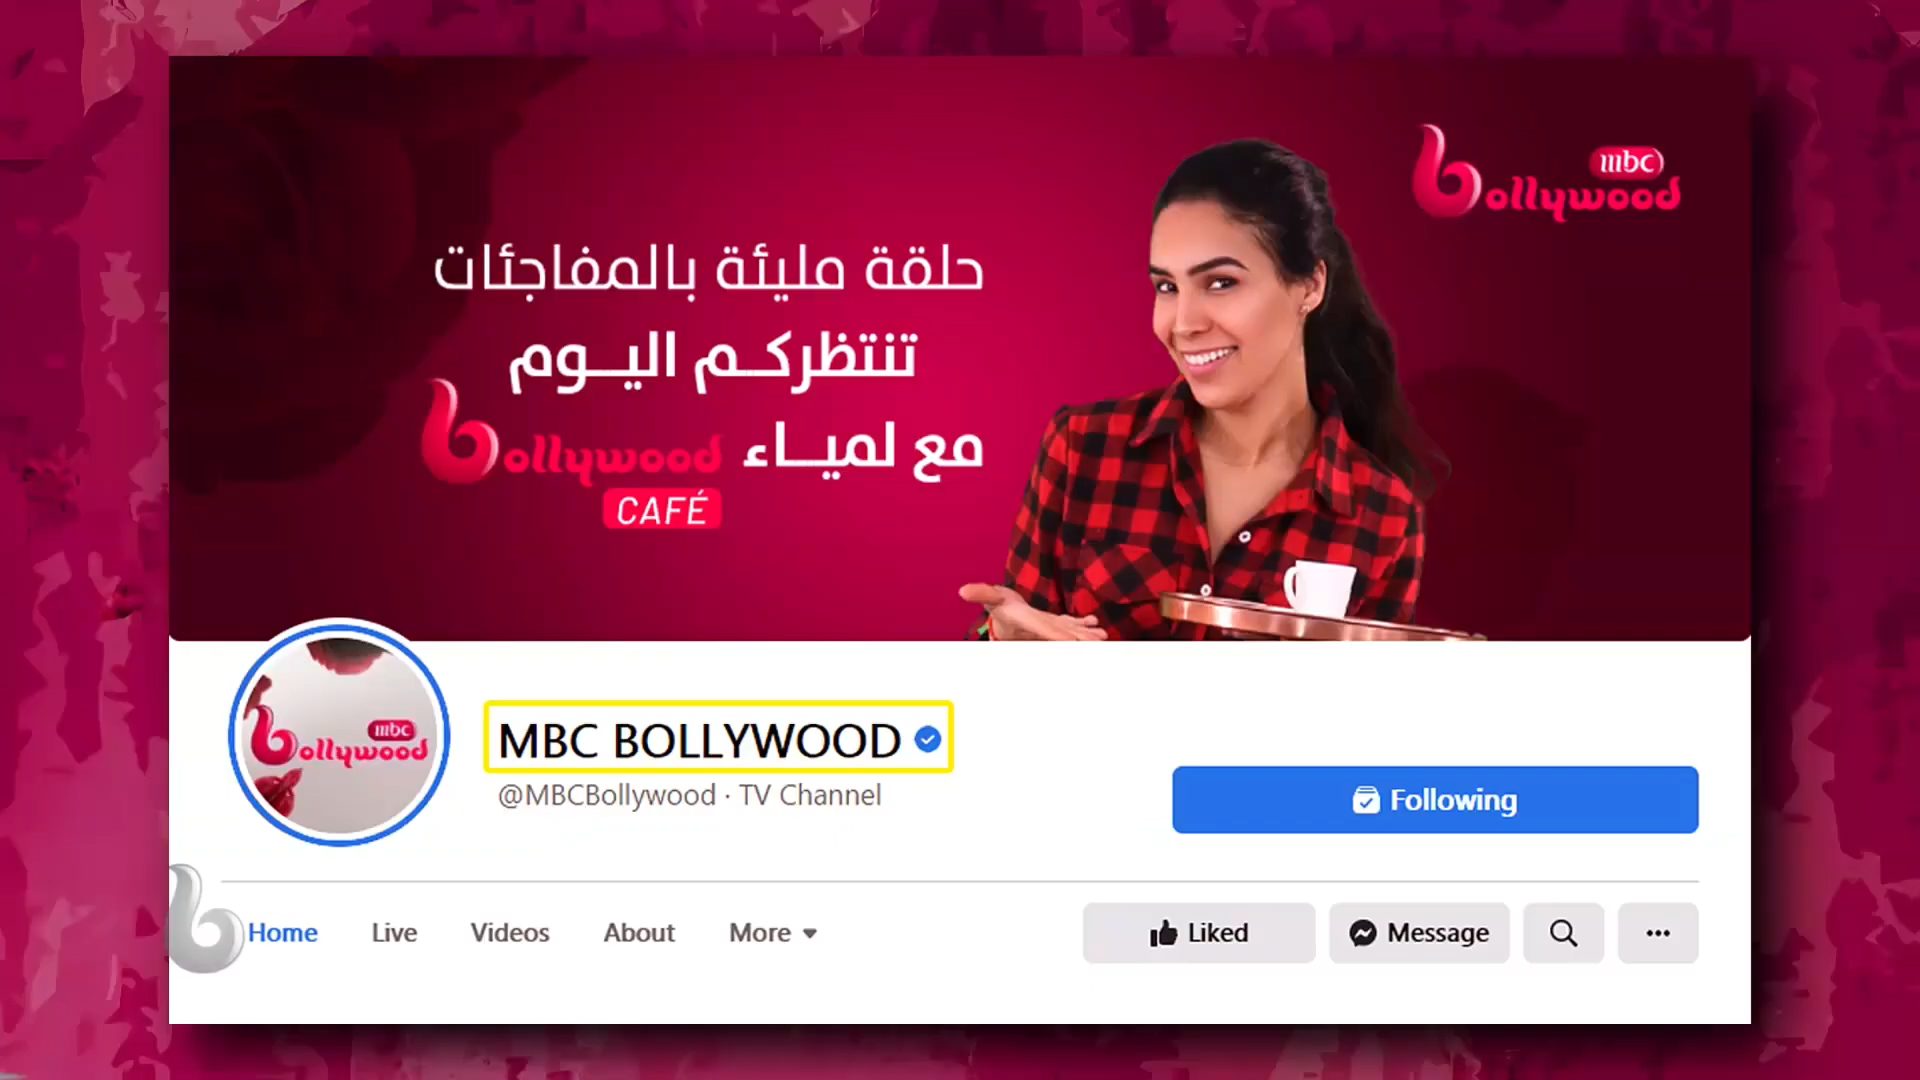 mbc
bollywood
حلقة مليئة بالمفاجئات
تنتظركم اليوم
مع لمياء bollywood
CAFÉ
mbc
bollywood
MBC BOLLYWOOD
@MBCBollywood · TV Channel
Following
b
Home Live Videos About More
Liked Message